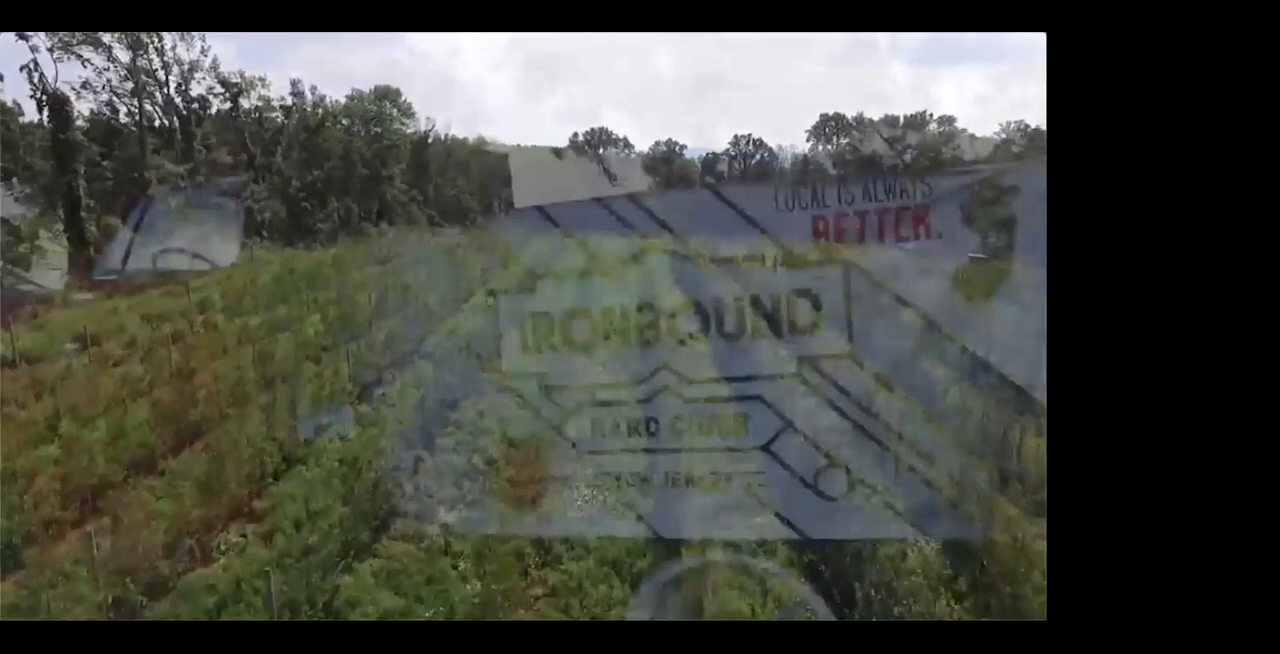 LOCAL IS ALWAYS
BETTER.
IRONBOUND
HARD CIDER